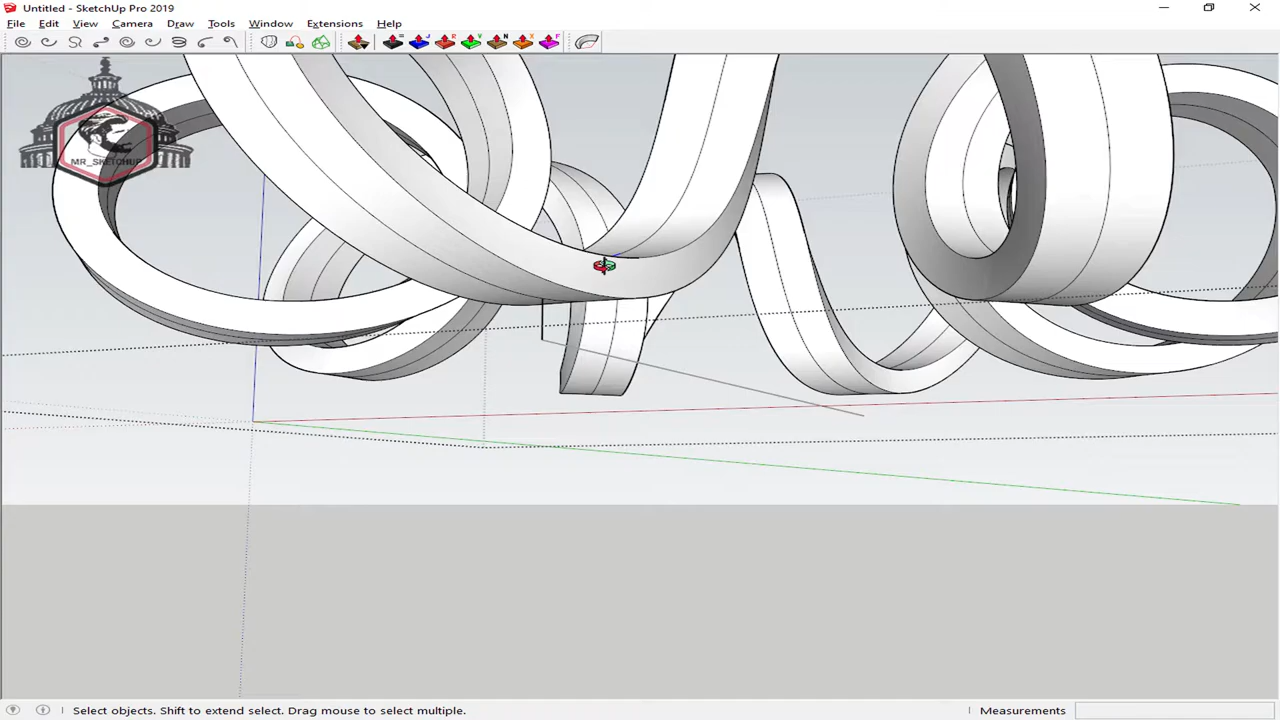 Untitled - SketchUp Pro 2019
File Edit View Camera Draw Tools Window Extensions Help
MR_SKETCHUP
Select objects. Shift to extend select. Drag mouse to select multiple.
Measurements